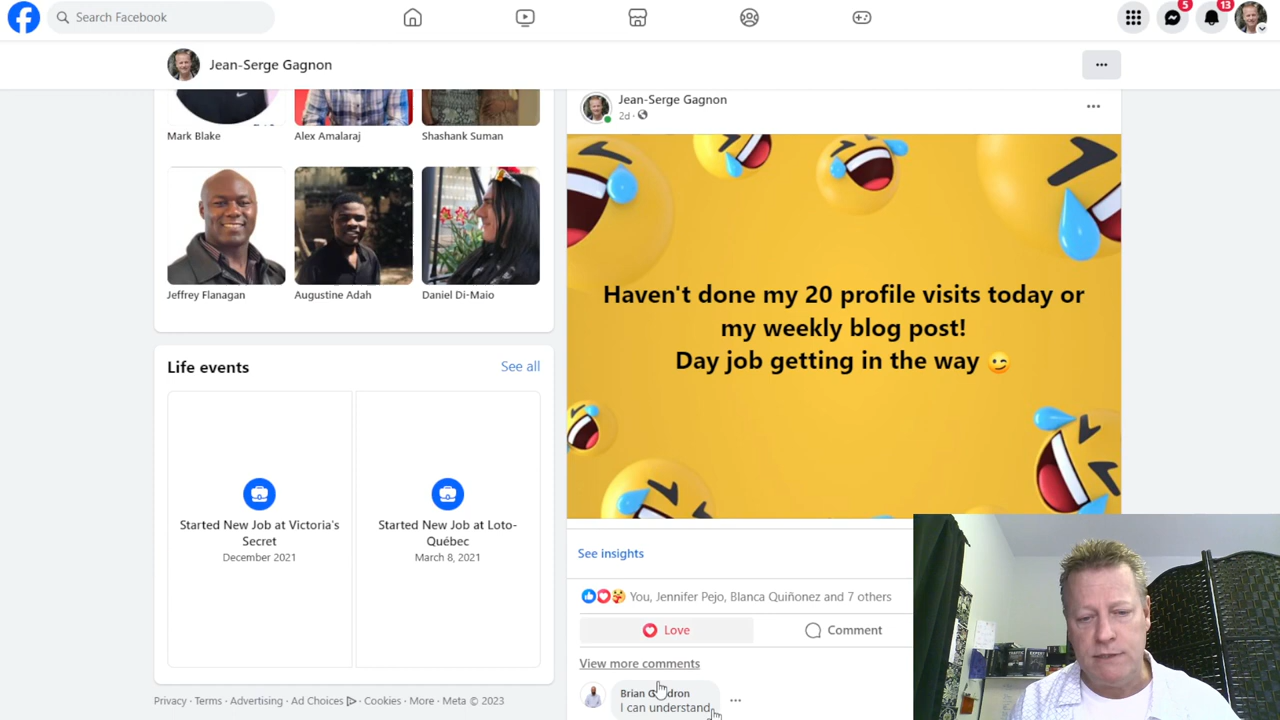 Search Facebook
5
13
Jean-Serge Gagnon
Mark Blake
Alex Amalaraj
Shashank Suman
Jeffrey Flanagan
Augustine Adah
Daniel Di-Maio
Life events
See all
Started New Job at Victoria's
Secret
December 2021
Started New Job at Loto-
Québec
March 8, 2021
Privacy · Terms · Advertising · Ad Choices · Cookies · More · Meta © 2023
Jean-Serge Gagnon
2d ·
Haven't done my 20 profile visits today or
my weekly blog post!
Day job getting in the way 😉
See insights
You, Jennifer Pejo, Blanca Quiñonez and 7 others
Love
Comment
View more comments
Brian
I can understand